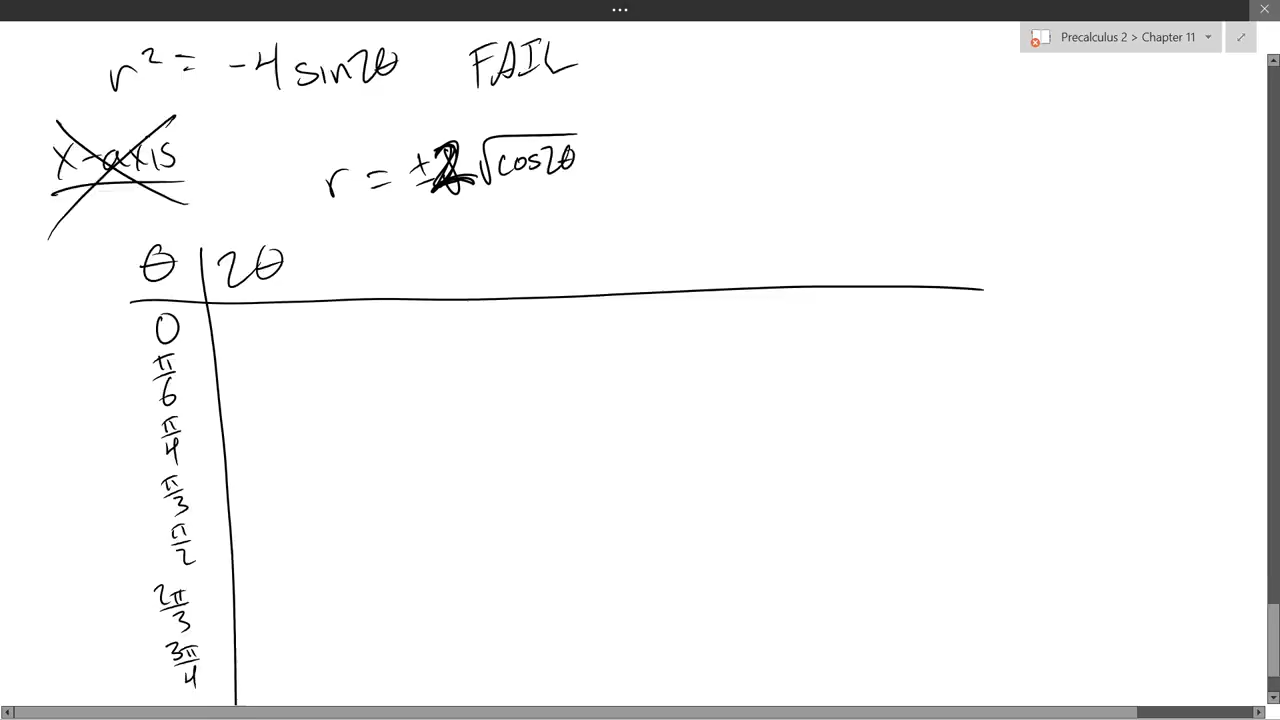 Precalculus 2 > Chapter 11
r² = -4 sin2θ FAIL
x-axis
r = ± √cos2θ
θ 2θ
0
π/6
π/4
π/3
π/2
2π/3
3π/4